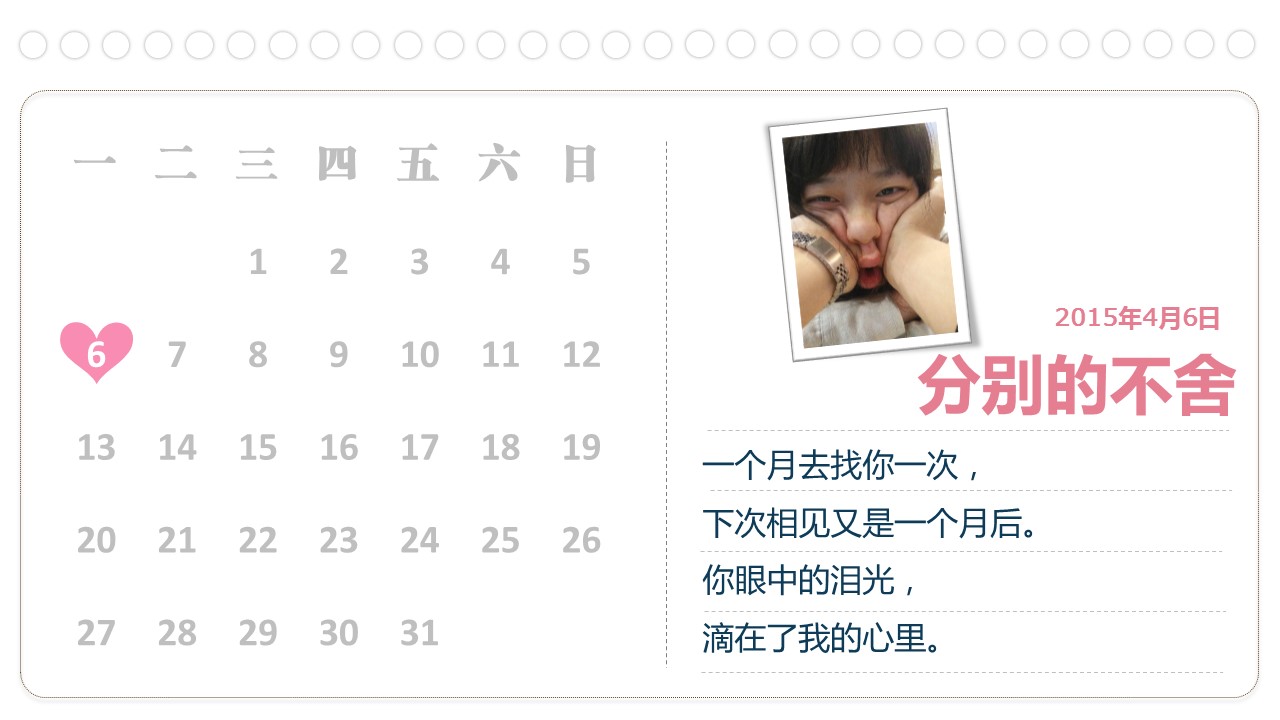 一 二 三 四 五 六 日
1 2 3 4 5
6 7 8 9 10 11 12
13 14 15 16 17 18 19
20 21 22 23 24 25 26
27 28 29 30 31
2015年4月6日
分别的不舍
一个月去找你一次，
下次相见又是一个月后。
你眼中的泪光，
滴在了我的心里。